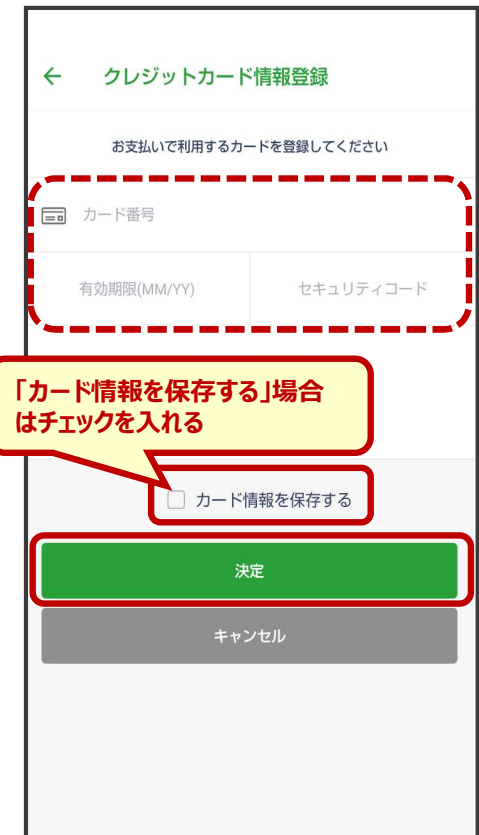 クレジットカード情報登録
お支払いで利用するカードを登録してください
カード番号
有効期限(MM/YY) セキュリティコード
「カード情報を保存する」場合
はチェックを入れる
カード情報を保存する
決定
キャンセル